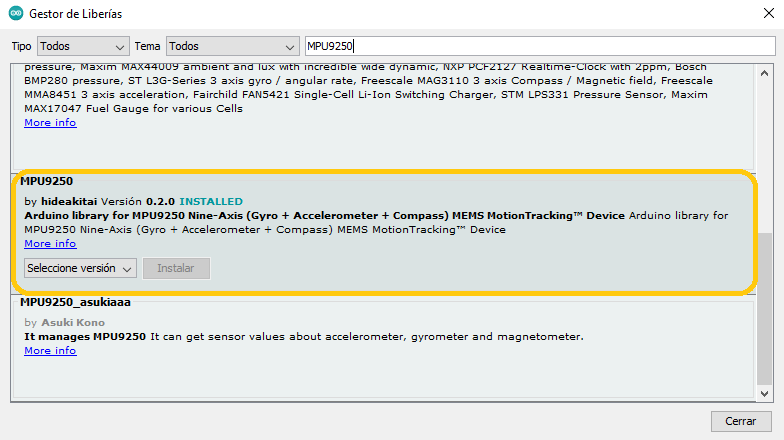 Gestor de Liberías
Tipo Todos Tema Todos MPU9250
pressure, Maxim MAX44009 ambient and lux with incredible wide dynamic, NXP PCF2127 Realtime-Clock with 2ppm, Bosch
BMP280 pressure, ST L3G-Series 3 axis gyro / angular rate, Freescale MAG3110 3 axis Compass / Magnetic field, Freescale
MMA8451 3 axis acceleration, Fairchild FAN5421 Single-Cell Li-Ion Switching Charger, STM LPS331 Pressure Sensor, Maxim
MAX17047 Fuel Gauge for various Cells
More info
MPU9250
by hideakitai Versión 0.2.0 INSTALLED
Arduino library for MPU9250 Nine-Axis (Gyro + Accelerometer + Compass) MEMS MotionTracking™ Device Arduino library for
MPU9250 Nine-Axis (Gyro + Accelerometer + Compass) MEMS MotionTracking™ Device
More info
Seleccione versión Instalar
MPU9250_asukiaaa
by Asuki Kono
It manages MPU9250 It can get sensor values about accelerometer, gyrometer and magnetometer.
More info
Cerrar